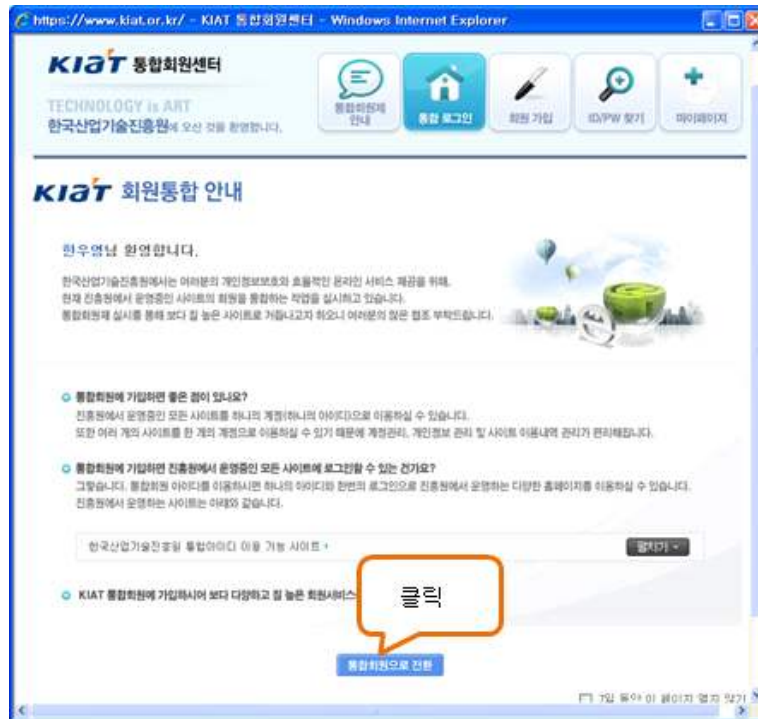 https://www.kiat.or.kr/ - KIAT 통합회원센터 - Windows Internet Explorer
KIAT 통합회원센터
TECHNOLOGY is ART
한국산업기술진흥원에 오신 것을 환영합니다.
통합회원제 안내
통합 로그인
회원 가입
ID/PW 찾기
마이페이지
KIAT 회원통합 안내
한우영님 환영합니다.
한국산업기술진흥원에서는 여러분의 개인정보보호와 효율적인 온라인 서비스 제공을 위해,
현재 진흥원에서 운영중인 사이트의 회원을 통합하는 작업을 실시하고 있습니다.
통합회원제 실시를 통해 보다 질 높은 사이트로 거듭나고자 하오니 여러분의 많은 협조 부탁드립니다.
통합회원에 가입하면 좋은 점이 있나요?
진흥원에서 운영중인 모든 사이트를 하나의 계정(하나의 아이디)으로 이용하실 수 있습니다.
또한 여러 개의 사이트를 한 개의 계정으로 이용하실 수 있기 때문에 계정관리, 개인정보 관리 및 사이트 이용내역 관리가 편리해집니다.
통합회원에 가입하면 진흥원에서 운영중인 모든 사이트에 로그인할 수 있는 건가요?
그렇습니다. 통합회원 아이디를 이용하시면 하나의 아이디와 한번의 로그인으로 진흥원에서 운영하는 다양한 홈페이지를 이용하실 수 있습니다.
진흥원에서 운영하는 사이트는 아래와 같습니다.
한국산업기술진흥원 통합아이디 이용 가능 사이트
펼치기
KIAT 통합회원에 가입하시어 보다 다양하고 질 높은 회원서비스
클릭
통합회원으로 전환
7일 동안 이 페이지 열지 않기